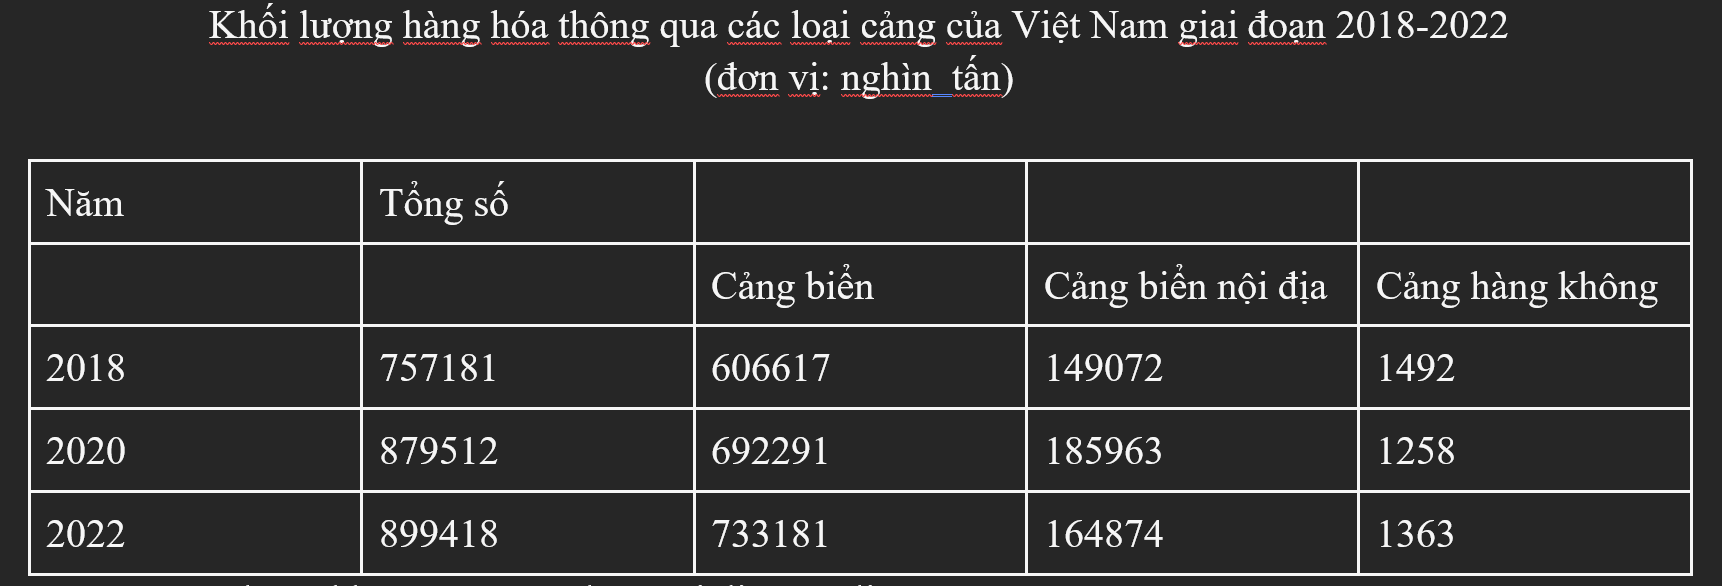 Khối lượng hàng hóa thông qua các loại cảng của Việt Nam giai đoạn 2018-2022
(đơn vị: nghìn tấn)
Năm Tổng số
Cảng biển Cảng biển nội địa Cảng hàng không
2018 757181 606617 149072 1492
2020 879512 692291 185963 1258
2022 899418 733181 164874 1363